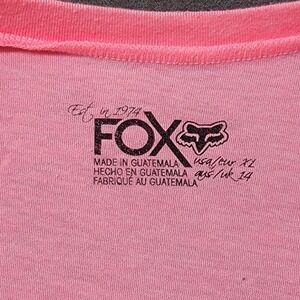 Est in 1974
FOX
MADE IN GUATEMALA usa/eur XL
HECHO EN GUATEMALA aus/uk 14
FABRIQUÉ AU GUATEMALA